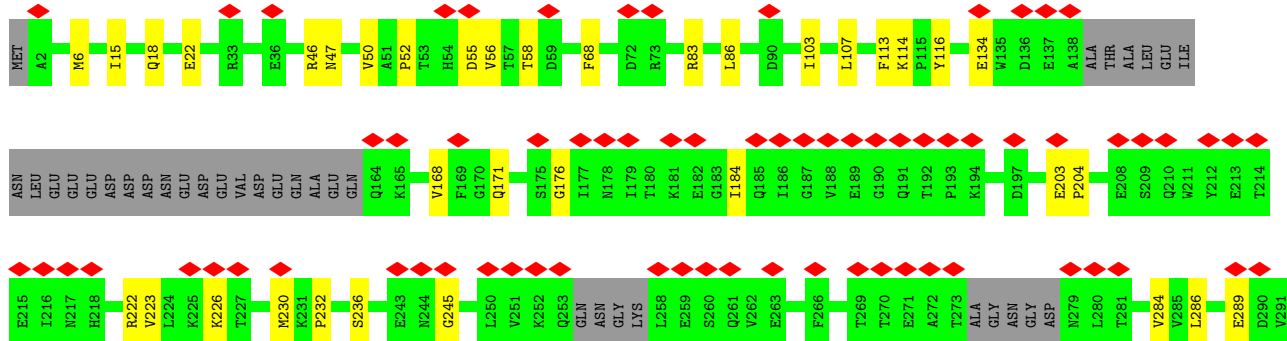 MET A2 M6 I15 Q18 E22 R33 E36 R46 N47 V50 A51 P52 T53 H54 D55 V56 T57 T58 D59 F68 D72 R73 R83 L86 D90 I103 L107 F113 K114 P115 Y116 E134 W135 D136 E137 A138 ALA THR ALA LEU GLU ILE
ASN LEU GLU GLU GLU ASP ASP ASP ASN GLU ASP GLU VAL ASP GLU GLN ALA GLU GLN Q164 K165 V168 F169 G170 Q171 S175 G176 I177 N178 I179 T180 K181 E182 G183 I184 Q185 I186 G187 V188 E189 G190 Q191 T192 P193 K194 D197 E203 P204 E208 S209 Q210 W211 Y212 E213 T214
E215 I216 N217 H218 R222 V223 L224 K225 K226 T227 M230 K231 P232 S236 E243 N244 G245 L250 V251 K252 Q253 GLN ASN GLY LYS L258 E259 S260 Q261 V262 E263 F266 T269 T270 E271 A272 T273 ALA GLY ASN GLY ASP N279 L280 T281 V284 V285 L286 E289 D290 V291